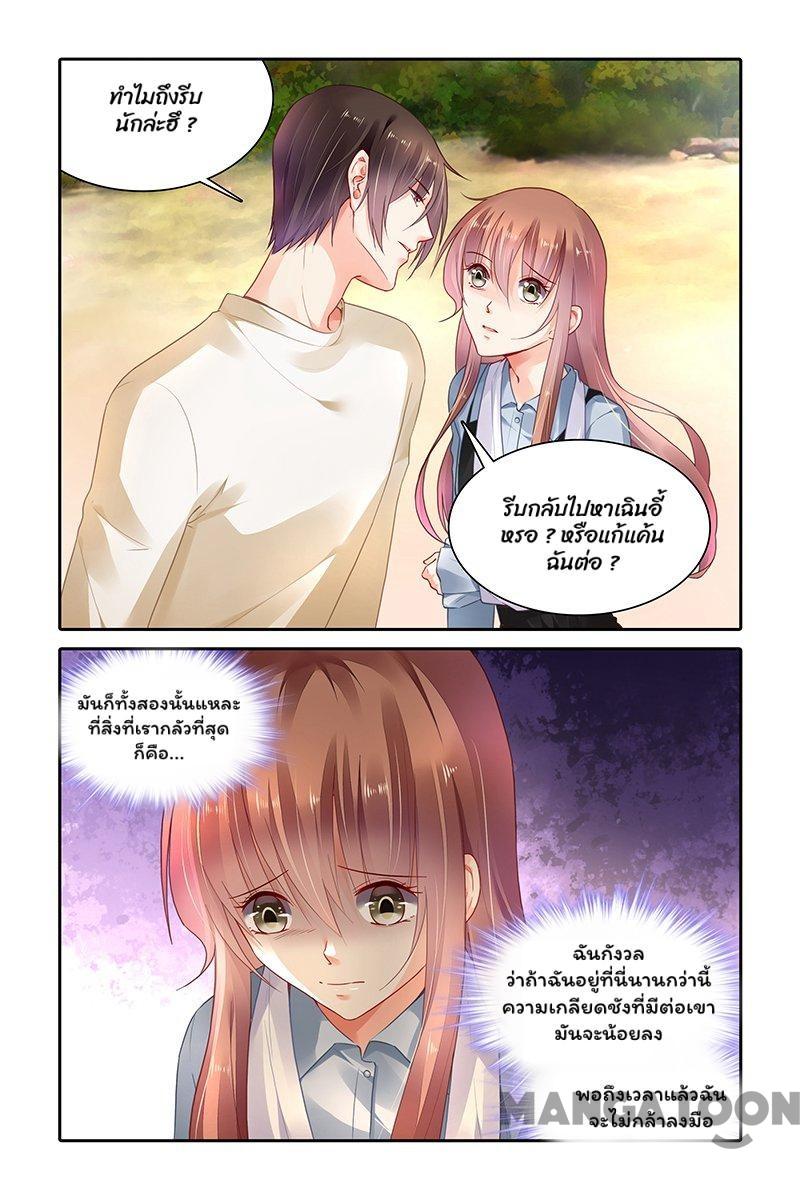 ทำไมถึงรีบ
นักล่ะฮึ ?
รีบกลับไปหาเฉินอี้
หรอ ? หรือแก้แค้น
ฉันต่อ ?
มันก็ทั้งสองนั้นแหละ
ที่สิ่งที่เรากลัวที่สุด
ก็คือ...
ฉันกังวล
ว่าถ้าฉันอยู่ที่นี่นานกว่านี้
ความเกลียดชังที่มีต่อเขา
มันจะน้อยลง
พอถึงเวลาแล้วฉัน
จะไม่กล้าลงมือ
MANGATOON